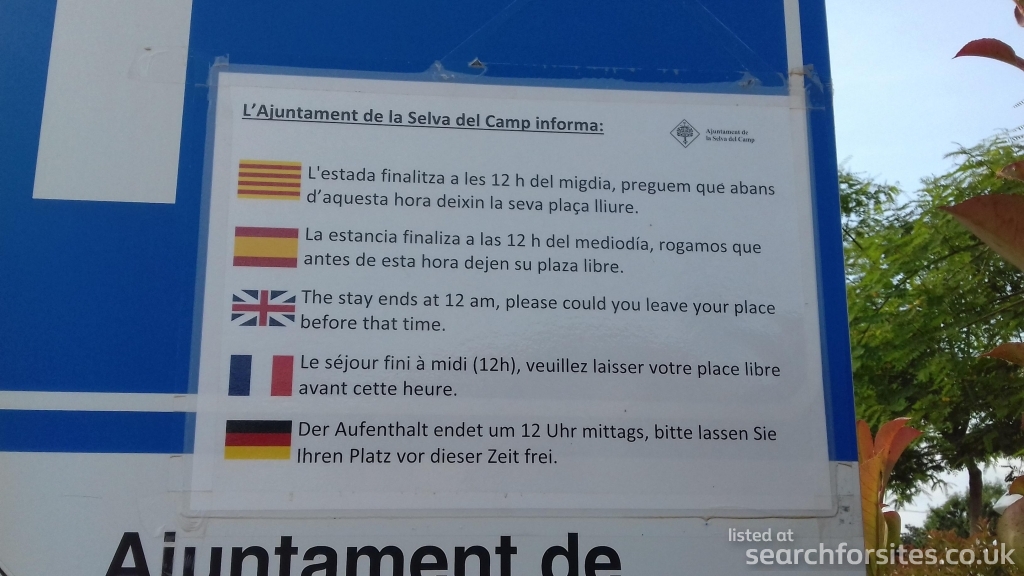 L'Ajuntament de la Selva del Camp informa:
Ajuntament de
la Selva del Camp
L'estada finalitza a les 12 h del migdia, preguem que abans
d'aquesta hora deixin la seva plaça lliure.
La estancia finaliza a las 12 h del mediodía, rogamos que
antes de esta hora dejen su plaza libre.
The stay ends at 12 am, please could you leave your place
before that time.
Le séjour fini à midi (12h), veuillez laisser votre place libre
avant cette heure.
Der Aufenthalt endet um 12 Uhr mittags, bitte lassen Sie
Ihren Platz vor dieser Zeit frei.
Ajuntament de
listed at
searchforsites.co.uk